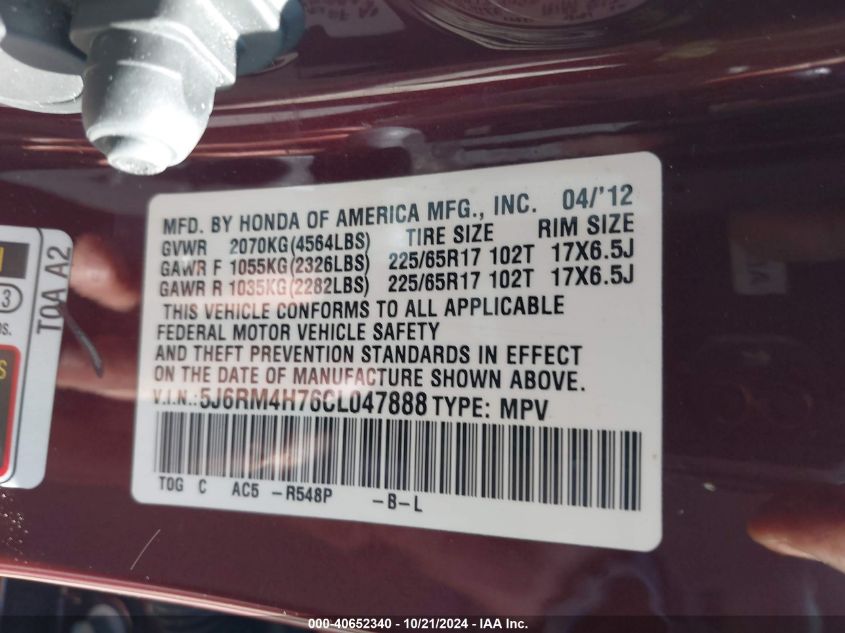 MFD. BY HONDA OF AMERICA MFG., INC. 04/'12
GVWR 2070KG(4564LBS) TIRE SIZE RIM SIZE
GAWR F 1055KG(2326LBS) 225/65R17 102T 17X6.5J
GAWR R 1035KG(2282LBS) 225/65R17 102T 17X6.5J
THIS VEHICLE CONFORMS TO ALL APPLICABLE
FEDERAL MOTOR VEHICLE SAFETY
AND THEFT PREVENTION STANDARDS IN EFFECT
ON THE DATE OF MANUFACTURE SHOWN ABOVE.
V.I.N.:5J6RM4H76CL047888 TYPE: MPV
TOG C AC5 -R548P -B-L
TOA A2
3
000-40652340 / 10/21/2024 - IAA Inc.